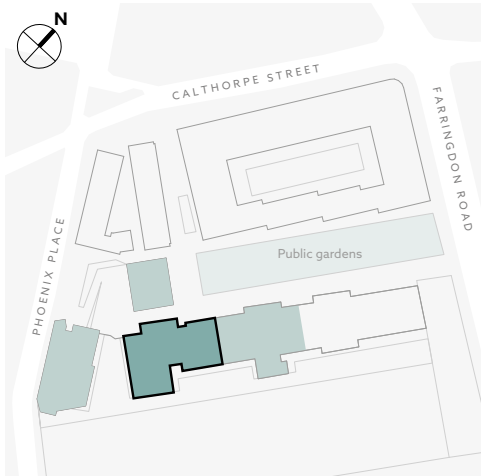 N
CALTHORPE STREET
FARRINGDON ROAD
Public gardens
PHOENIX PLACE